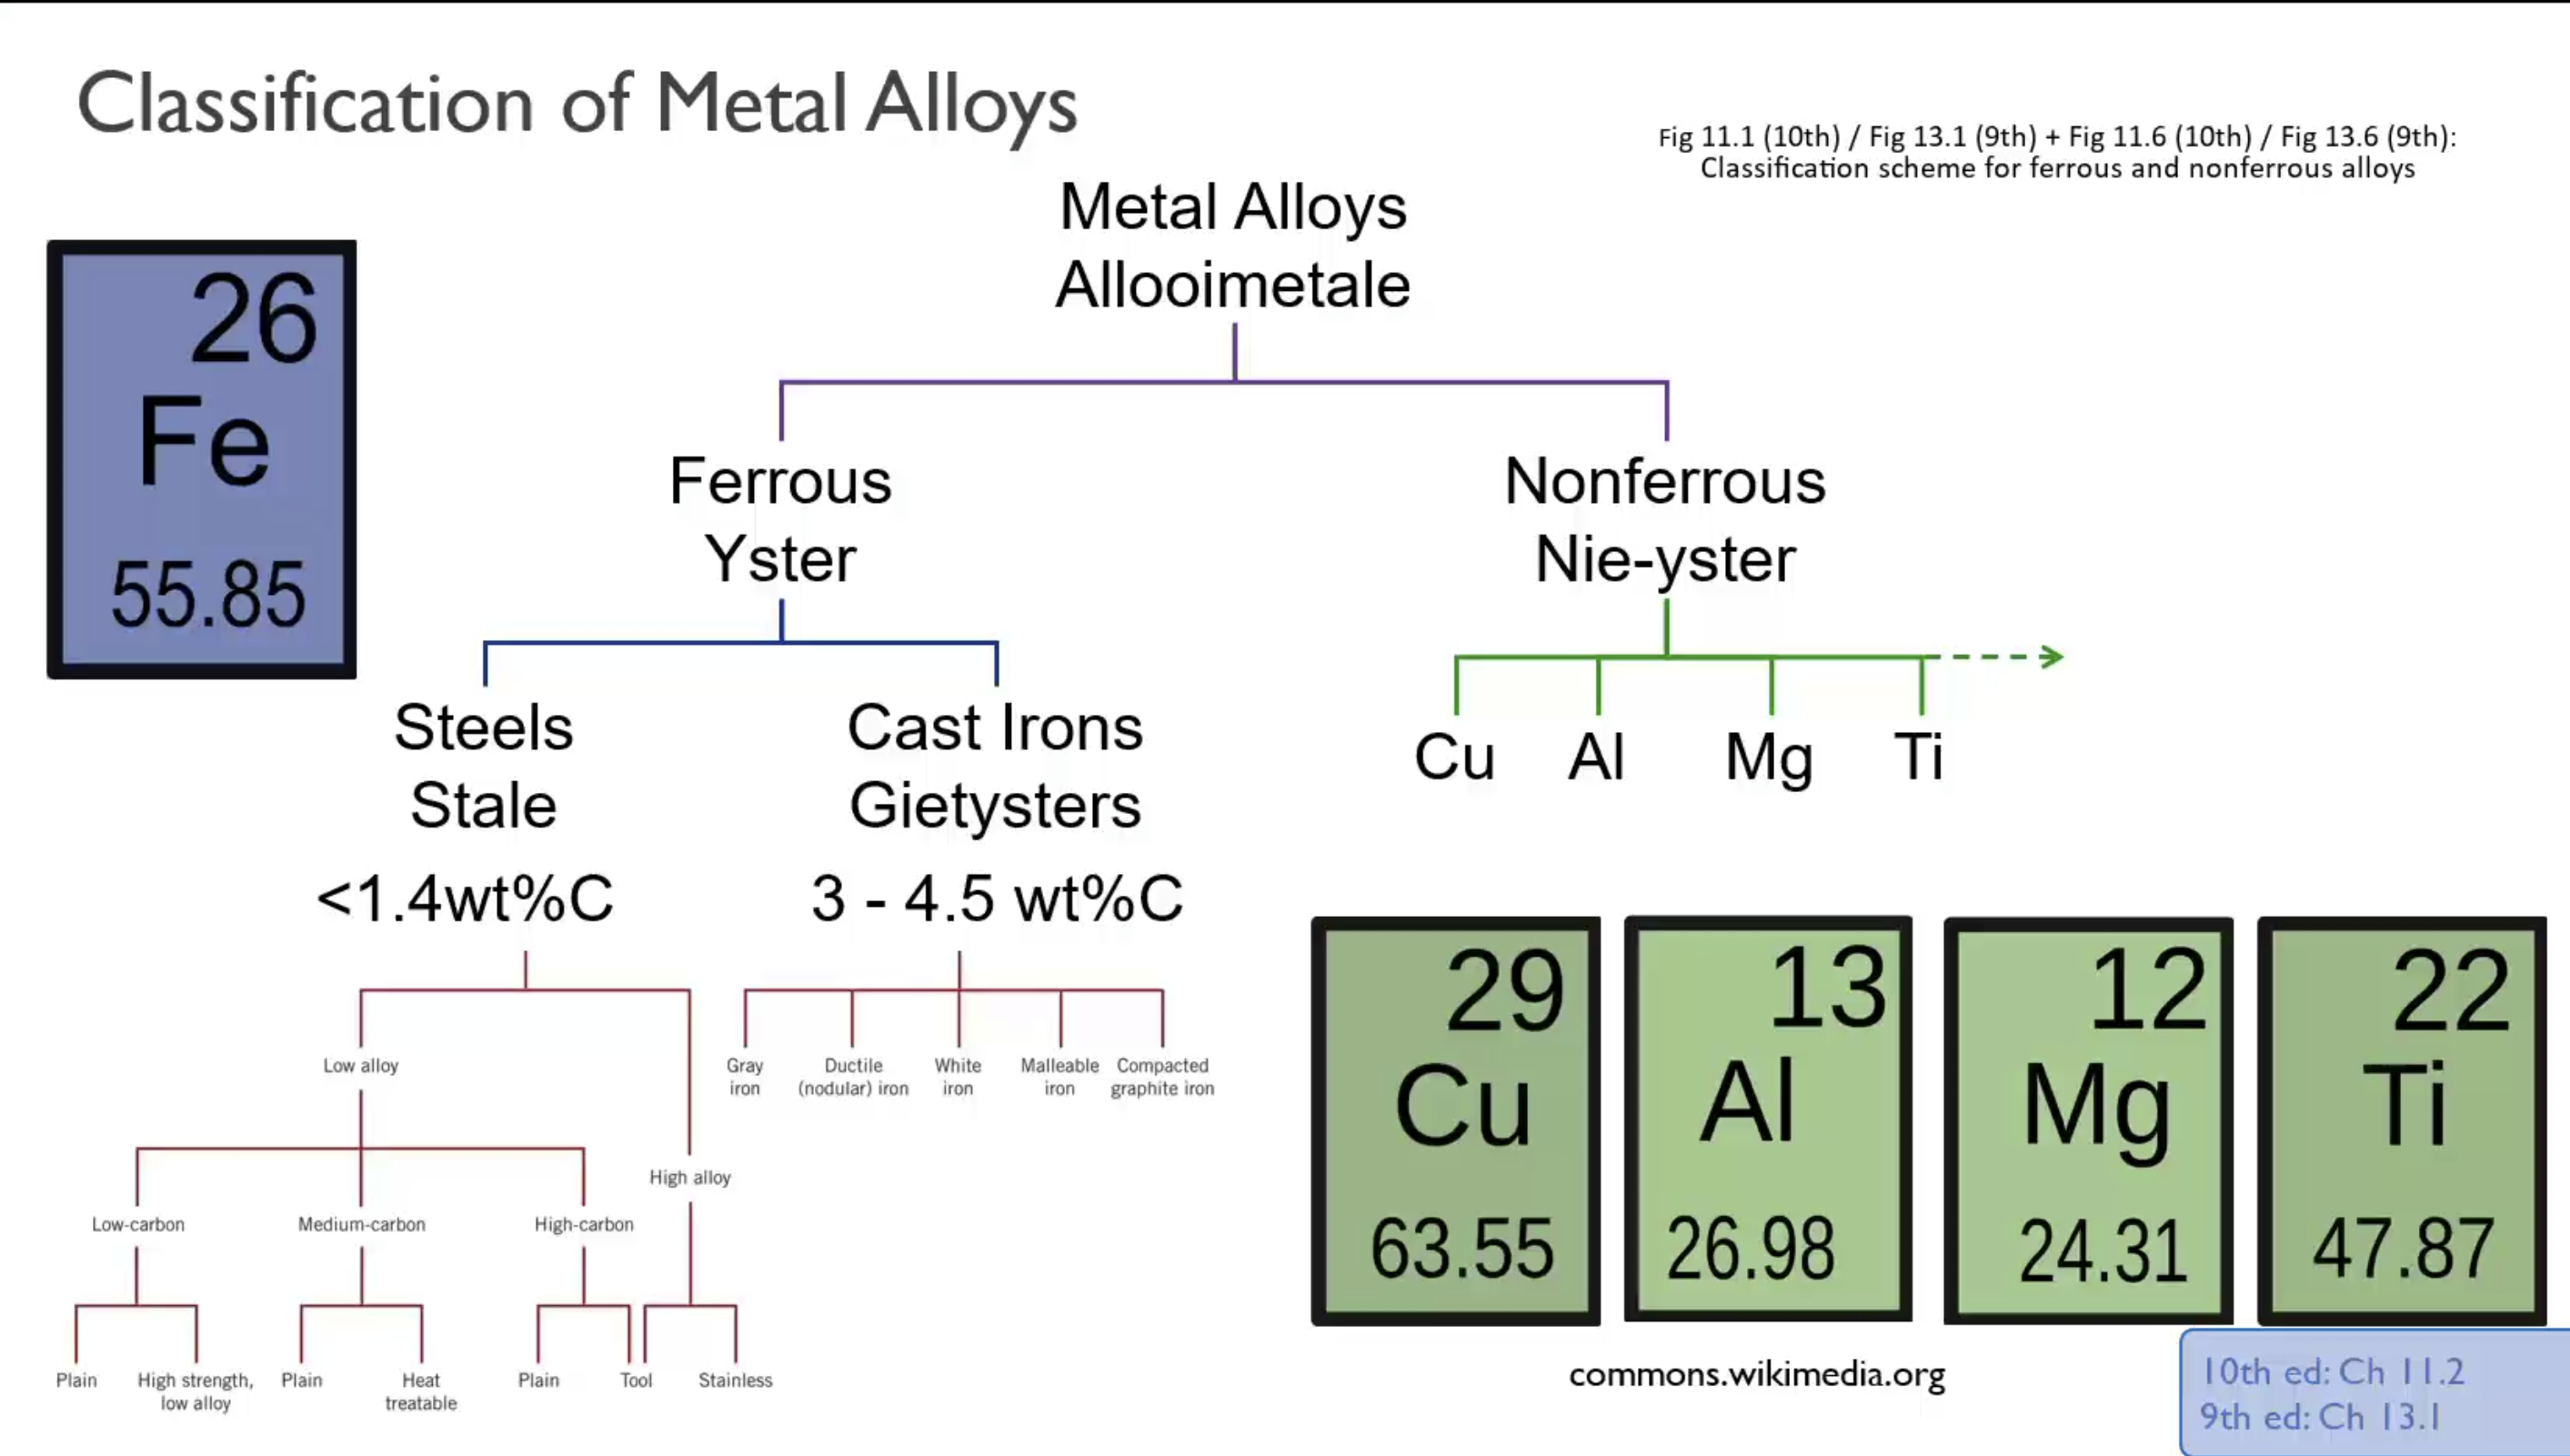 Classification of Metal Alloys
Fig 11.1 (10th) / Fig 13.1 (9th) + Fig 11.6 (10th) / Fig 13.6 (9th):
Classification scheme for ferrous and nonferrous alloys
Metal Alloys
Allooimetale
26
Fe
55.85
Ferrous
Yster
Nonferrous
Nie-yster
Steels
Stale
<1.4wt%C
Cast Irons
Gietysters
3 - 4.5 wt%C
Cu Al Mg Ti
Low alloy
High alloy
Gray
iron
Ductile
(nodular) iron
White
iron
Malleable
iron
Compacted
graphite iron
Low-carbon
Medium-carbon
High-carbon
Plain
High strength,
low alloy
Plain
Heat
treatable
Plain
Tool
Stainless
29
Cu
63.55
13
Al
26.98
12
Mg
24.31
22
Ti
47.87
commons.wikimedia.org
10th ed: Ch 11.2
9th ed: Ch 13.1